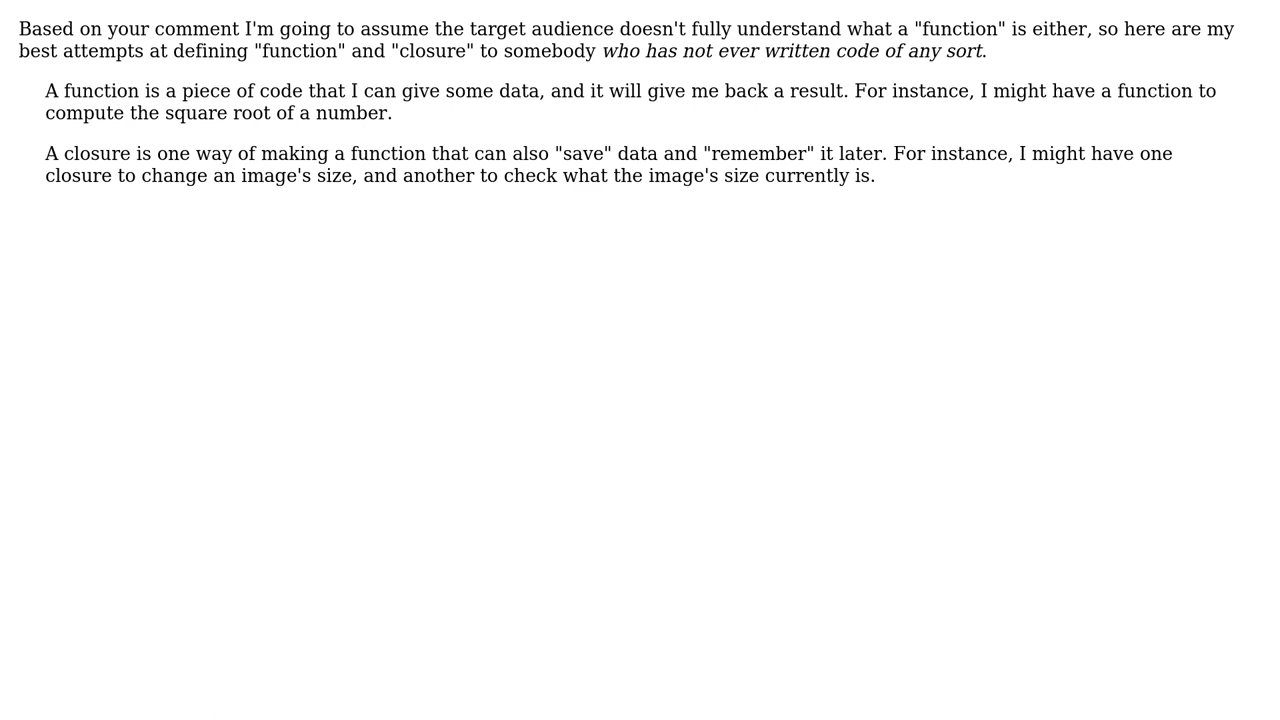 Based on your comment I'm going to assume the target audience doesn't fully understand what a "function" is either, so here are my
best attempts at defining "function" and "closure" to somebody who has not ever written code of any sort.
A function is a piece of code that I can give some data, and it will give me back a result. For instance, I might have a function to
compute the square root of a number.
A closure is one way of making a function that can also "save" data and "remember" it later. For instance, I might have one
closure to change an image's size, and another to check what the image's size currently is.